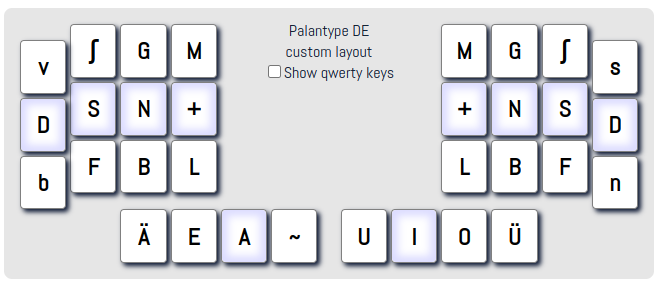 Palantype DE
custom layout
Show qwerty keys
v ʃ G M M G ʃ s
D S N + + N S D
b F B L L B F n
Ä E A ~ U I O Ü